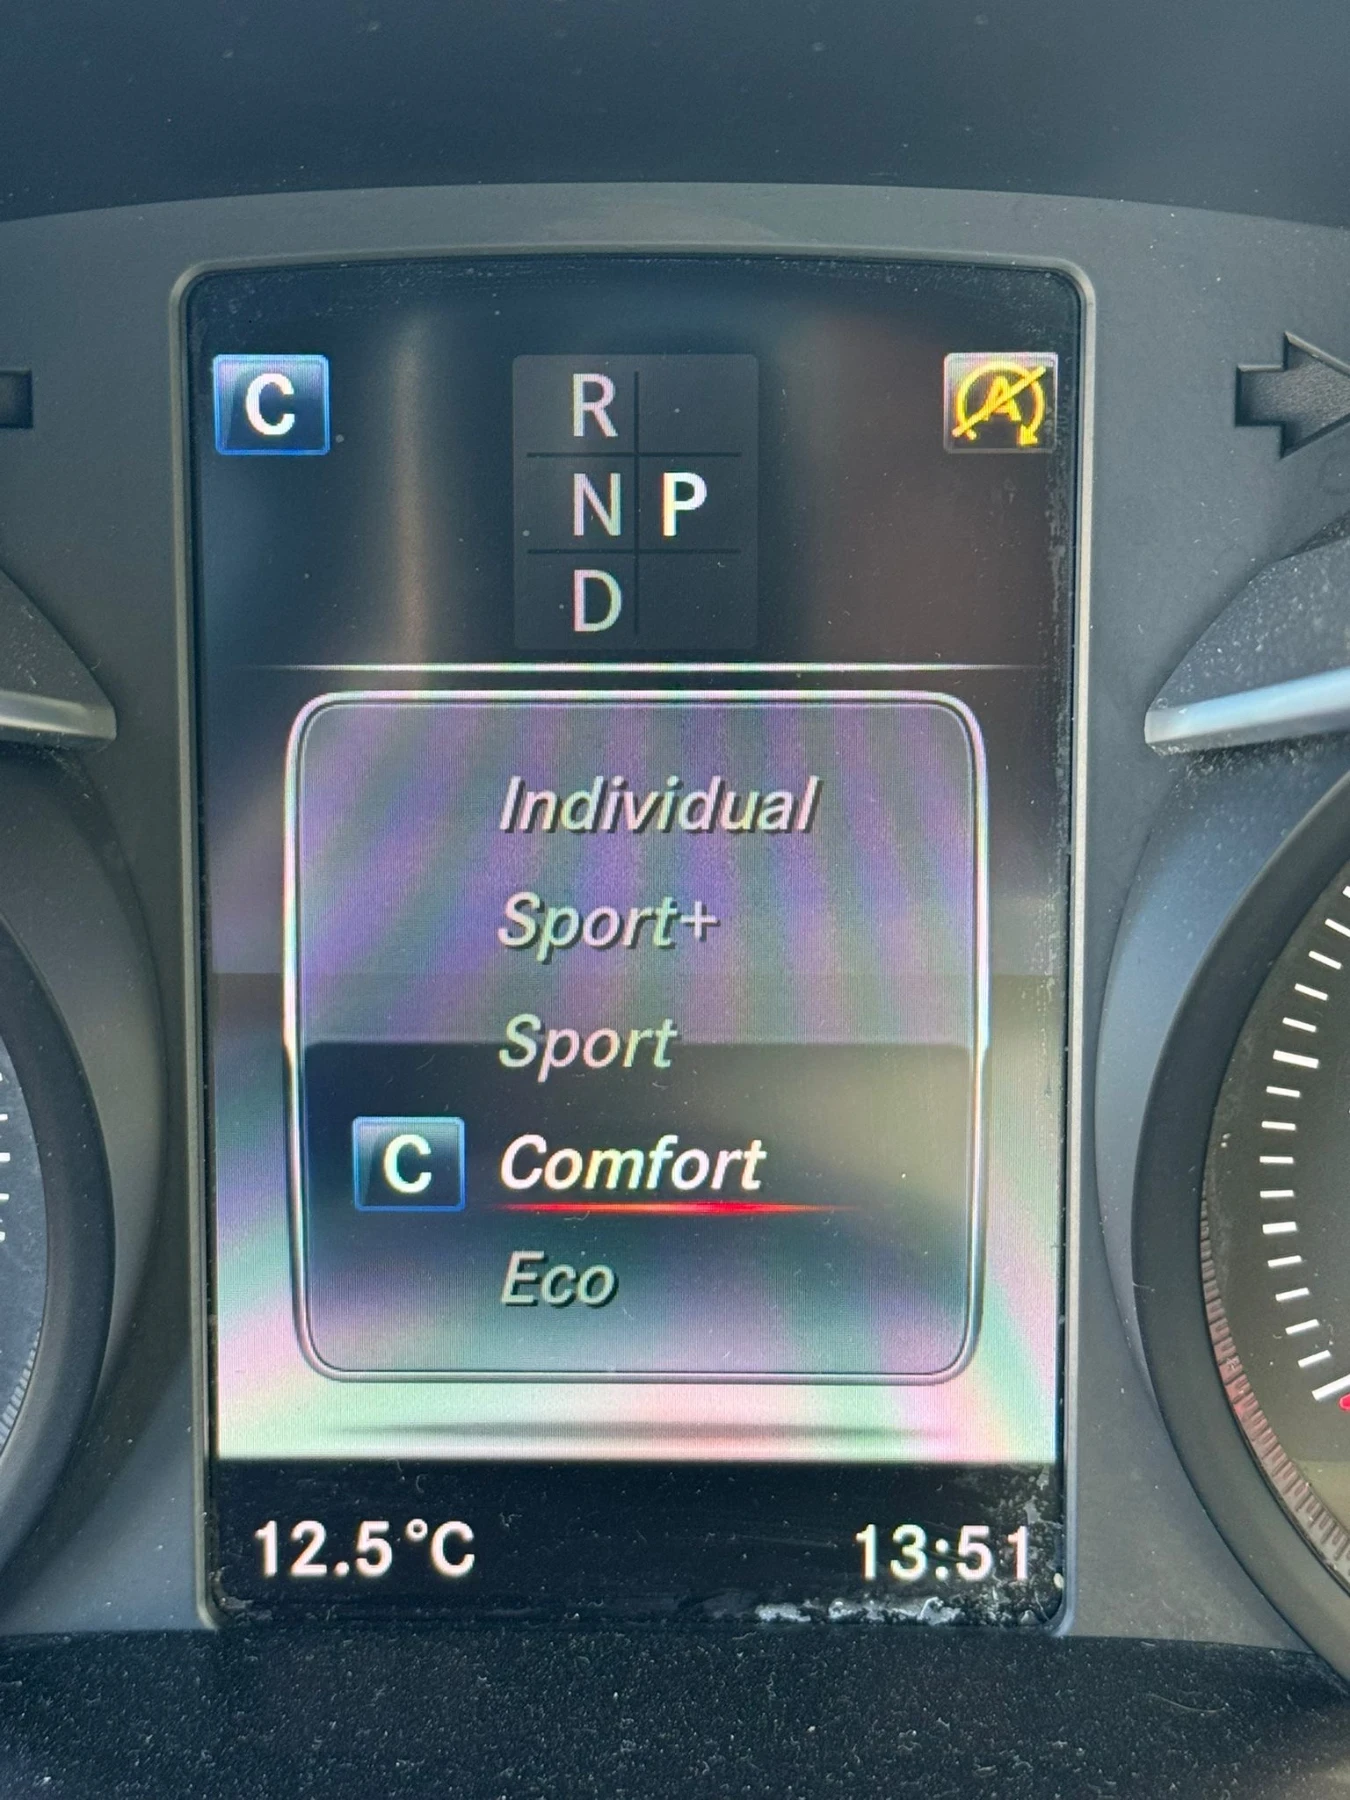 C R A
N P
D
Individual
Sport+
Sport
C Comfort
Eco
12.5°C 13:51